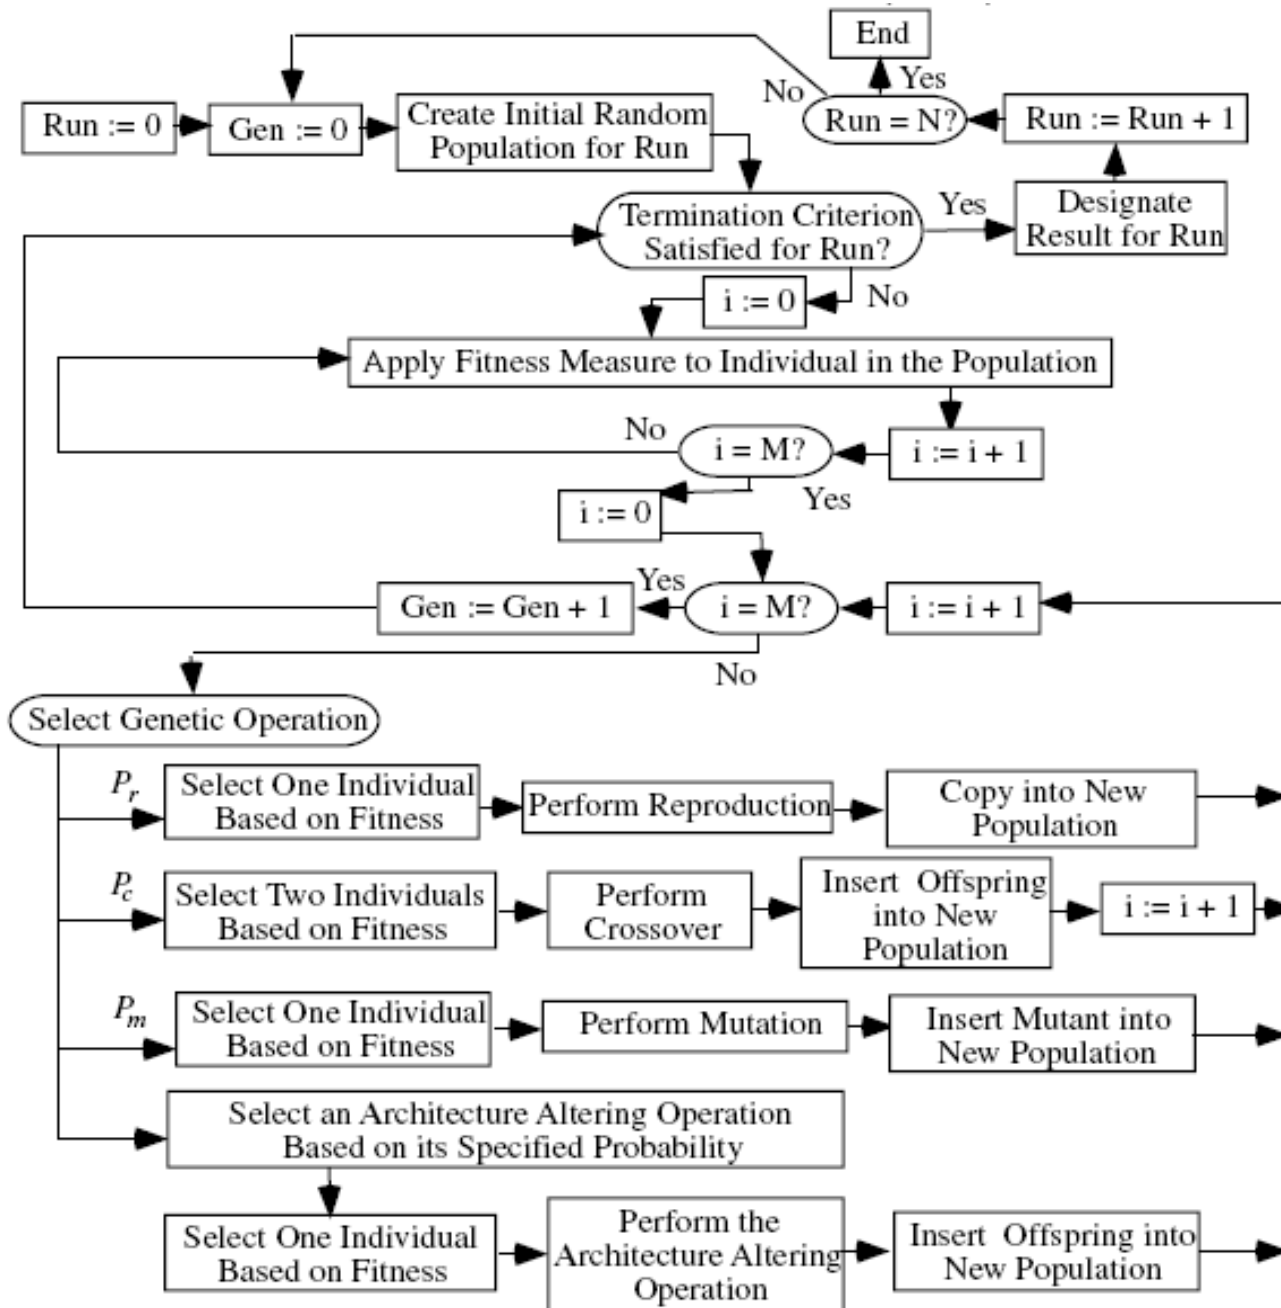 End
No
Yes
Run := 0
Gen := 0
Create Initial Random
Population for Run
Run = N?
Run := Run + 1
Termination Criterion
Satisfied for Run?
Yes
Designate
Result for Run
i := 0
No
Apply Fitness Measure to Individual in the Population
No
i = M?
i := i + 1
Yes
i := 0
Gen := Gen + 1
Yes
i = M?
i := i + 1
No
Select Genetic Operation
Pr
Select One Individual
Based on Fitness
Perform Reproduction
Copy into New
Population
Pc
Select Two Individuals
Based on Fitness
Perform
Crossover
Insert Offspring
into New
Population
i := i + 1
Pm
Select One Individual
Based on Fitness
Perform Mutation
Insert Mutant into
New Population
Select an Architecture Altering Operation
Based on its Specified Probability
Select One Individual
Based on Fitness
Perform the
Architecture Altering
Operation
Insert Offspring into
New Population